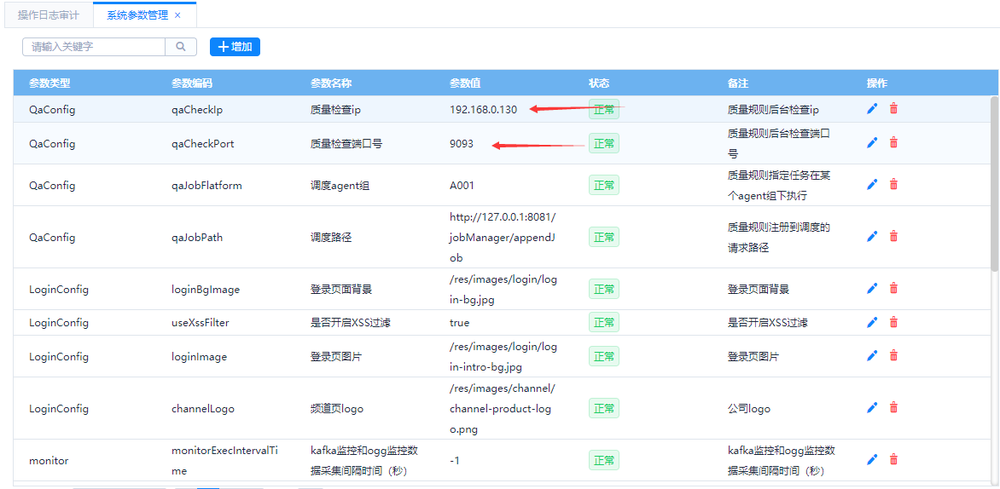 操作日志审计 系统参数管理 ×
请输入关键字 增加
参数类型 参数编码 参数名称 参数值 状态 备注 操作
QaConfig qaCheckIp 质量检查ip 192.168.0.130 正常 质量规则后台检查ip
QaConfig qaCheckPort 质量检查端口号 9093 正常 质量规则后台检查端口
号
QaConfig qaJobFlatform 调度agent组 A001 正常 质量规则指定任务在某
个agent组下执行
QaConfig qaJobPath 调度路径 http://127.0.0.1:8081/
jobManager/appendJ
ob 正常 质量规则注册到调度的
请求路径
LoginConfig loginBgImage 登录页面背景 /res/images/login/log
in-bg.jpg 正常 登录页面背景
LoginConfig useXssFilter 是否开启XSS过滤 true 正常 是否开启XSS过滤
LoginConfig loginImage 登录页图片 /res/images/login/log
in-intro-bg.jpg 正常 登录页图片
LoginConfig channelLogo 频道页logo /res/images/channel/
channel-product-log
o.png 正常 公司logo
monitor monitorExecIntervalTi
me kafka监控和ogg监控数
据采集间隔时间（秒） -1 正常 kafka监控和ogg监控数
据采集间隔时间（秒）